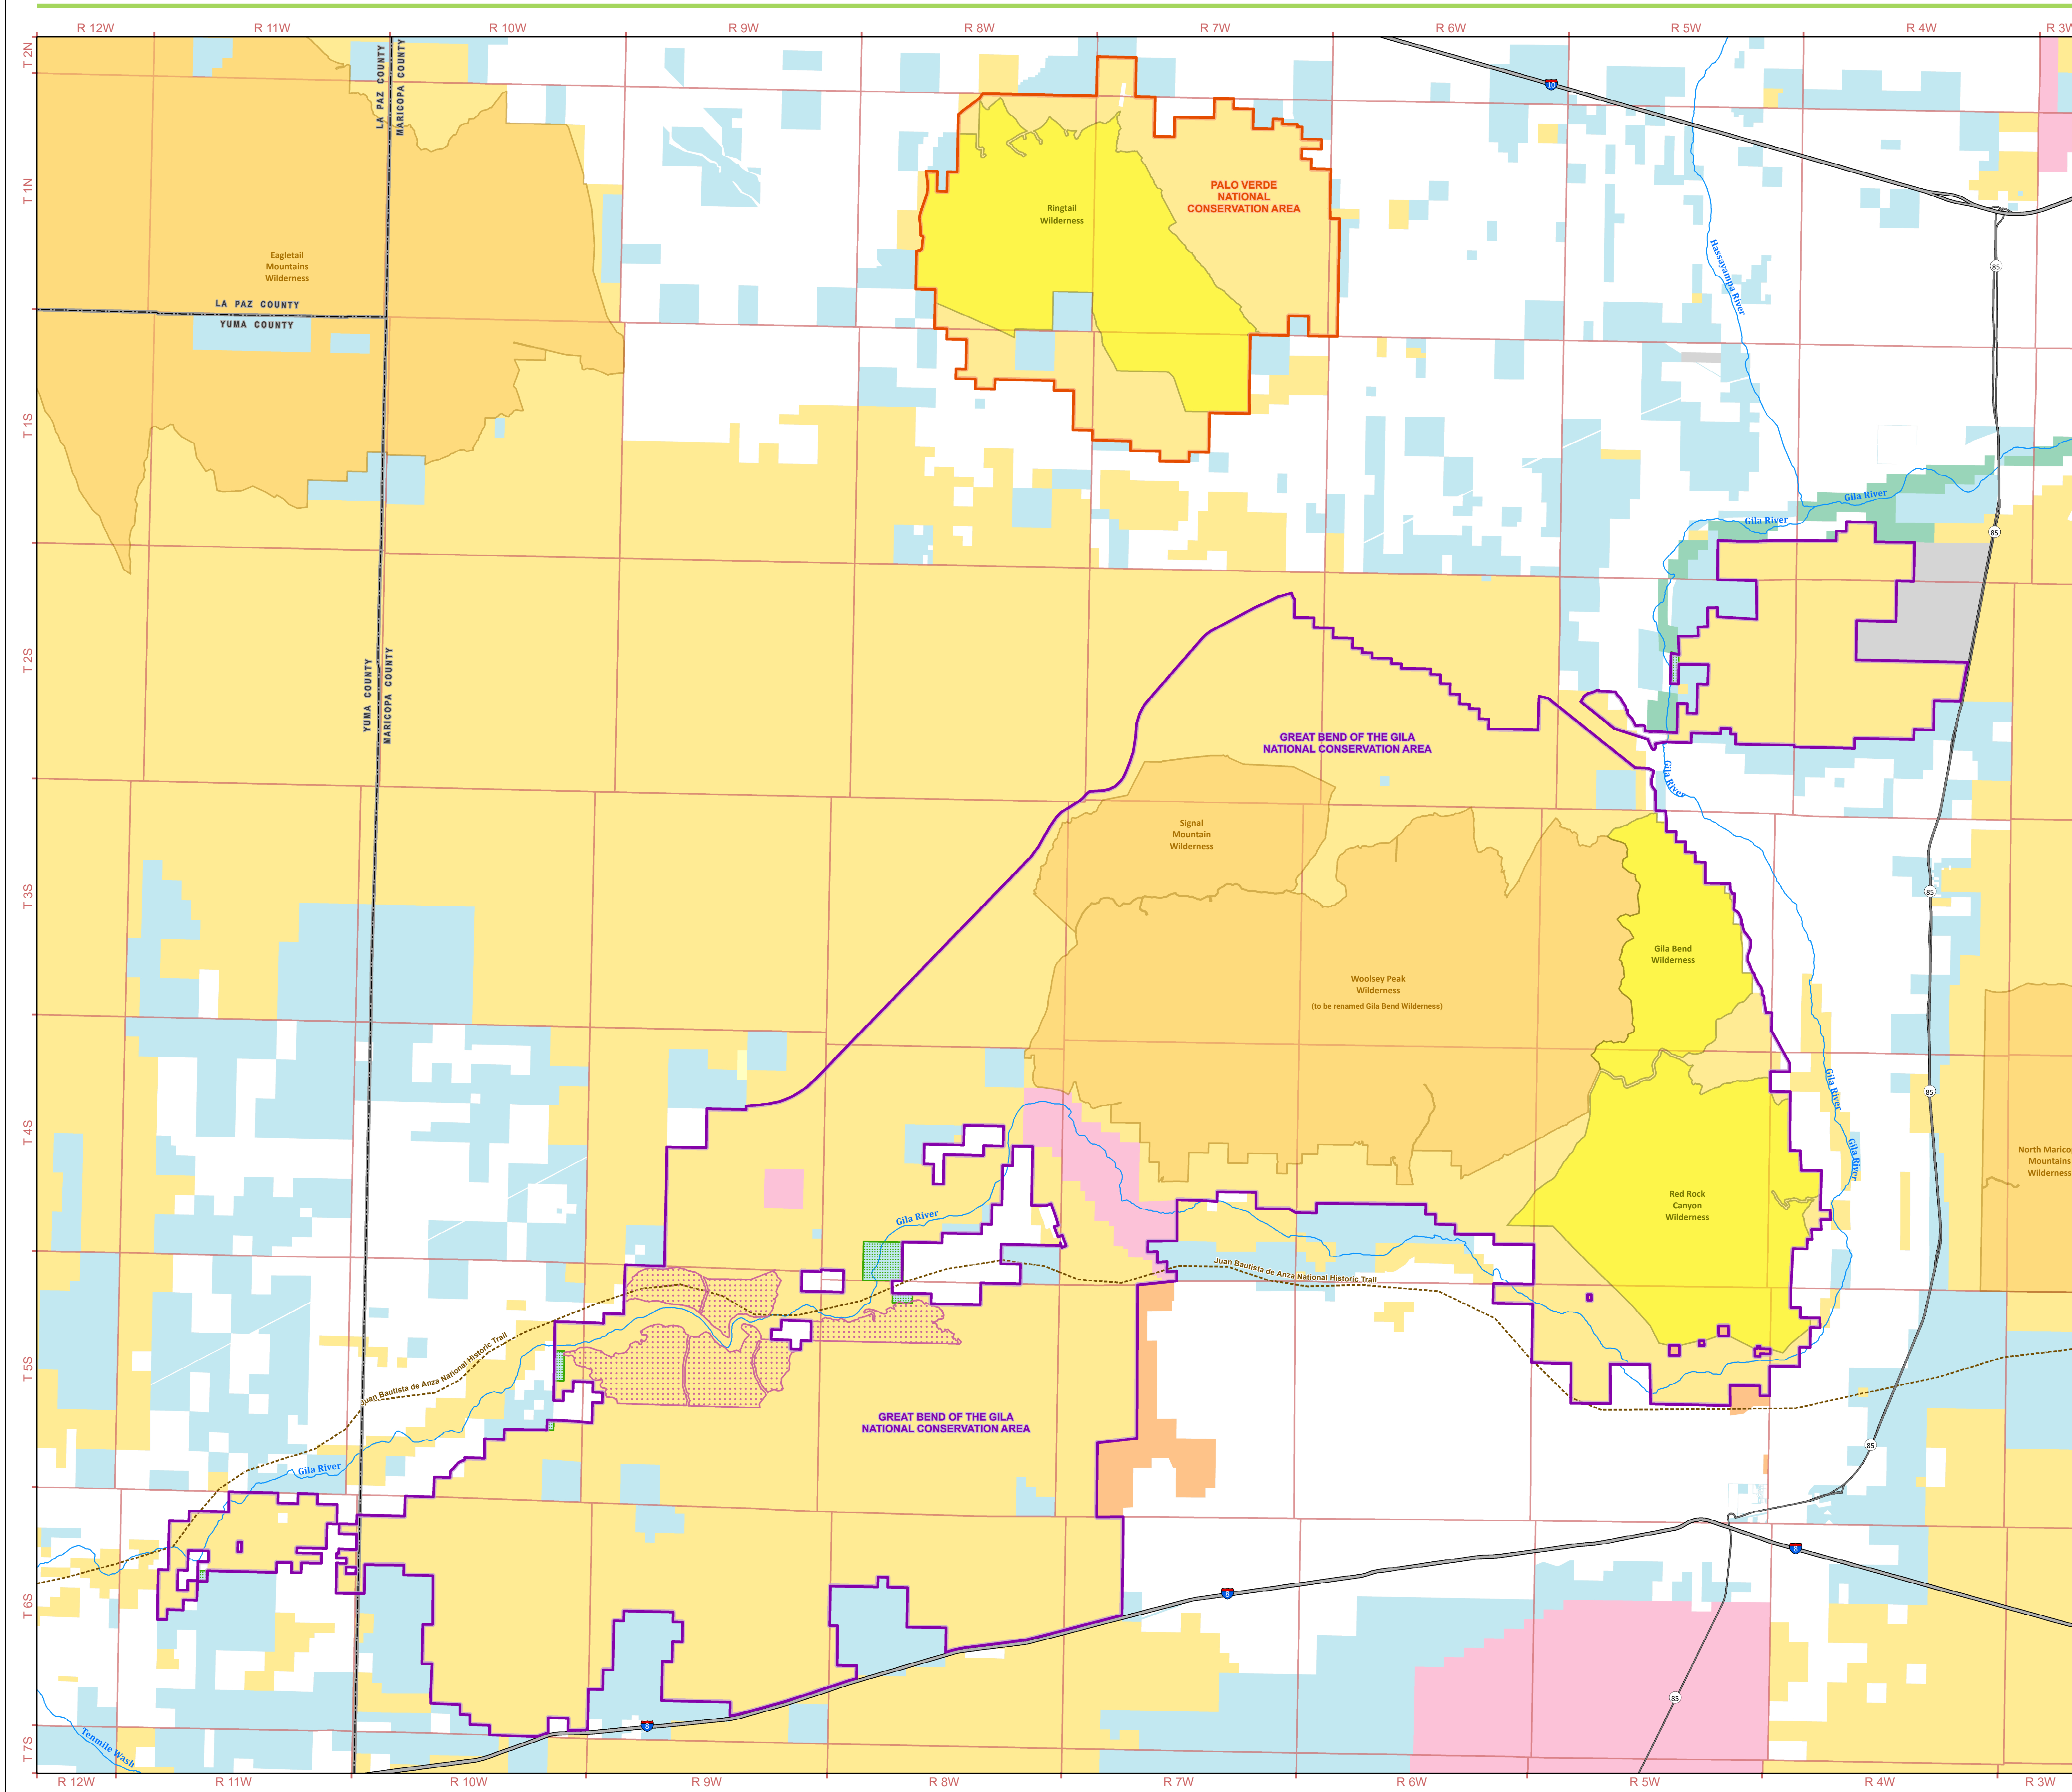 R 12W
R 11W
R 10W
R 9W
R 8W
R 7W
R 6W
R 5W
R 4W
R 3W
T 2N
T 1N
T 1S
T 2S
T 3S
T 4S
T 5S
T 6S
T 7S
LA PAZ COUNTY
MARICOPA COUNTY
10
PALO VERDE
NATIONAL
CONSERVATION AREA
Ringtail
Wilderness
Eagletail
Mountains
Wilderness
LA PAZ COUNTY
YUMA COUNTY
Hassayampa River
85
Gila River
Gila River
85
YUMA COUNTY
MARICOPA COUNTY
GREAT BEND OF THE GILA
NATIONAL CONSERVATION AREA
Gila River
Signal
Mountain
Wilderness
85
Gila Bend
Wilderness
Woolsey Peak
Wilderness
(to be renamed Gila Bend Wilderness)
Gila River
85
Gila River
North Marico
Mountains
Wilderness
Red Rock
Canyon
Wilderness
Gila River
Juan Bautista de Anza National Historic Trail
Juan Bautista de Anza National Historic Trail
GREAT BEND OF THE GILA
NATIONAL CONSERVATION AREA
85
Gila River
8
8
85
8
Tenmile Wash
R 12W
R 11W
R 10W
R 9W
R 8W
R 7W
R 6W
R 5W
R 4W
R 3W